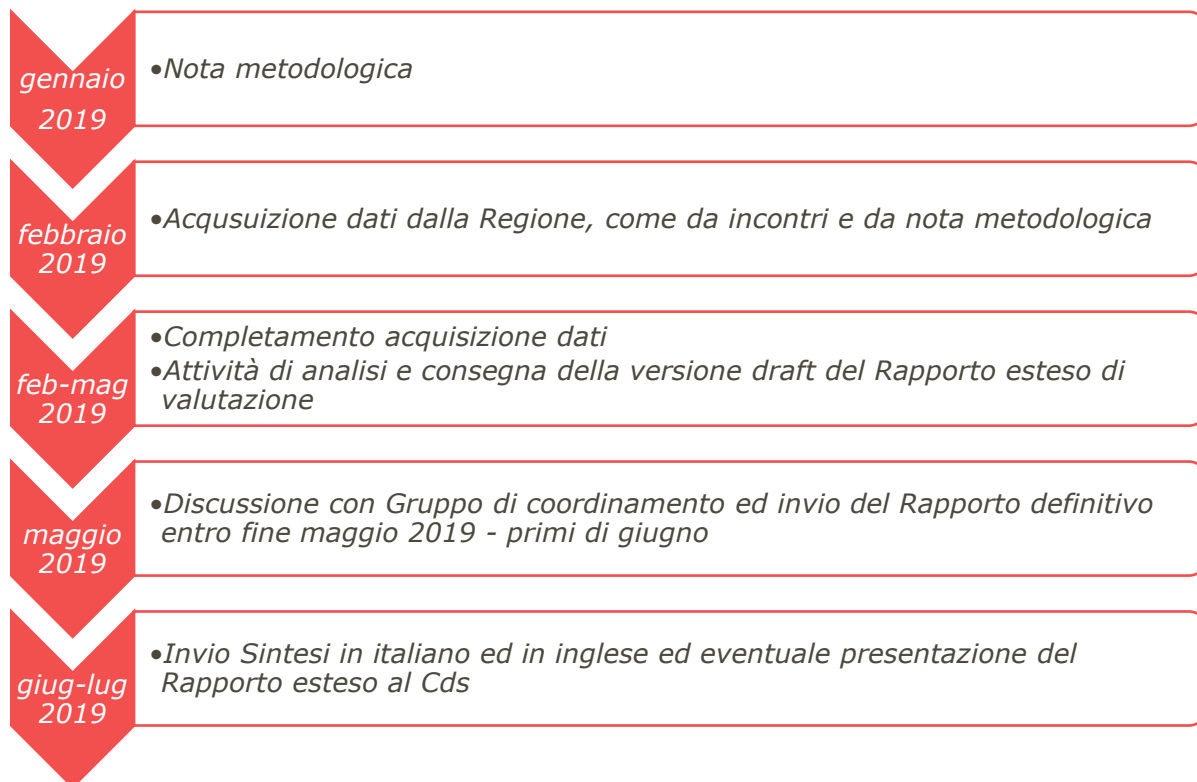 gennaio
2019
•Nota metodologica
febbraio
2019
•Acqusuizione dati dalla Regione, come da incontri e da nota metodologica
feb-mag
2019
•Completamento acquisizione dati
•Attività di analisi e consegna della versione draft del Rapporto esteso di
valutazione
maggio
2019
•Discussione con Gruppo di coordinamento ed invio del Rapporto definitivo
entro fine maggio 2019 - primi di giugno
giug-lug
2019
•Invio Sintesi in italiano ed in inglese ed eventuale presentazione del
Rapporto esteso al Cds